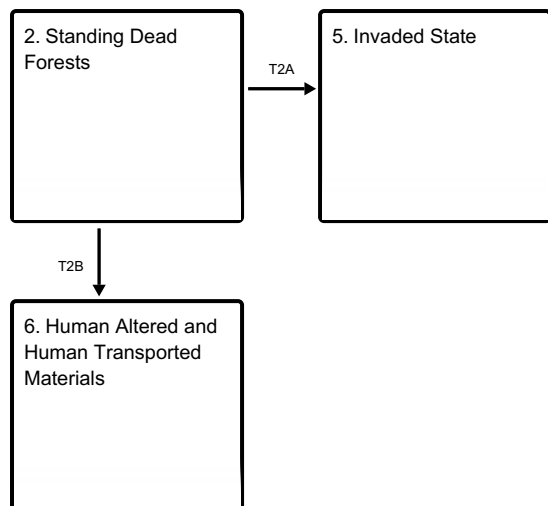 2. Standing Dead
Forests
T2A
5. Invaded State
T2B
6. Human Altered and
Human Transported
Materials